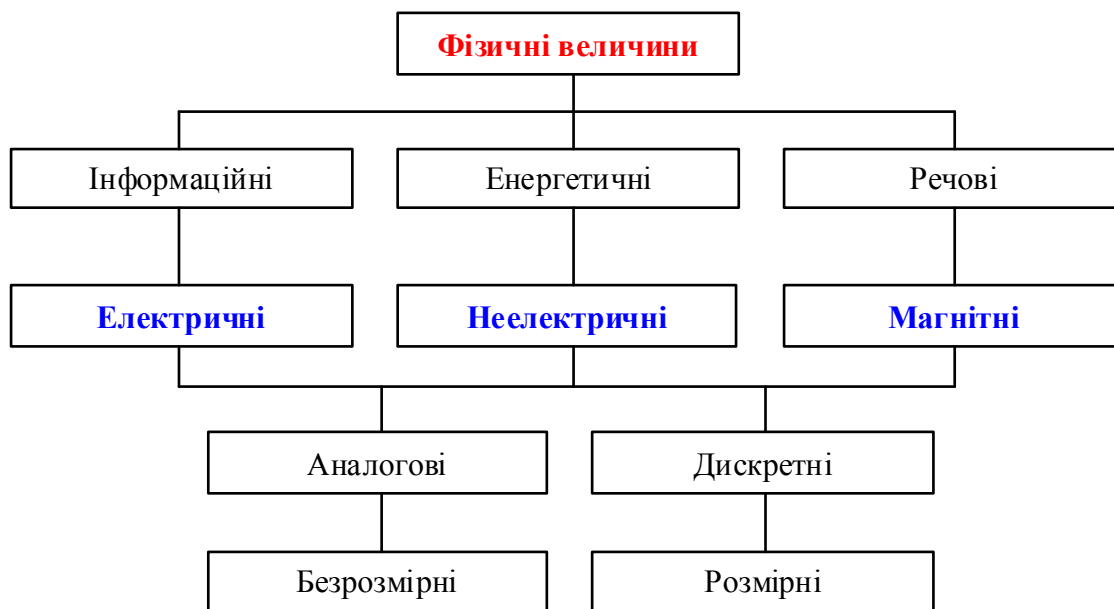 Фізичні величини
Інформаційні
Енергетичні
Речові
Електричні
Неелектричні
Магнітні
Аналогові
Дискретні
Безрозмірні
Розмірні